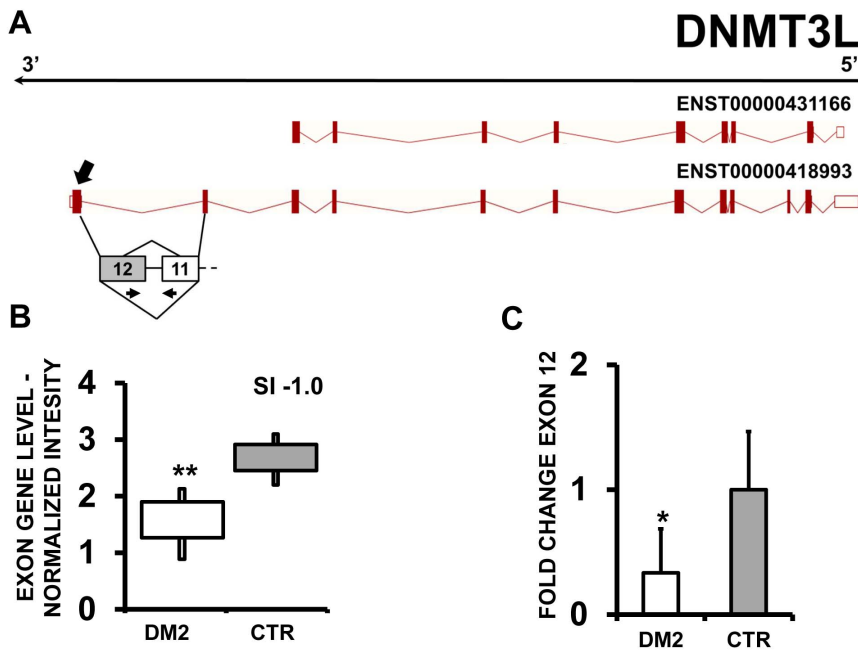 A
DNMT3L
3’ 5’
ENST00000431166
ENST00000418993
12 11
B
EXON GENE LEVEL -
NORMALIZED INTESITY
4
3
2
1
0
SI -1.0
**
DM2 CTR
C
FOLD CHANGE EXON 12
2
1
0
*
DM2 CTR